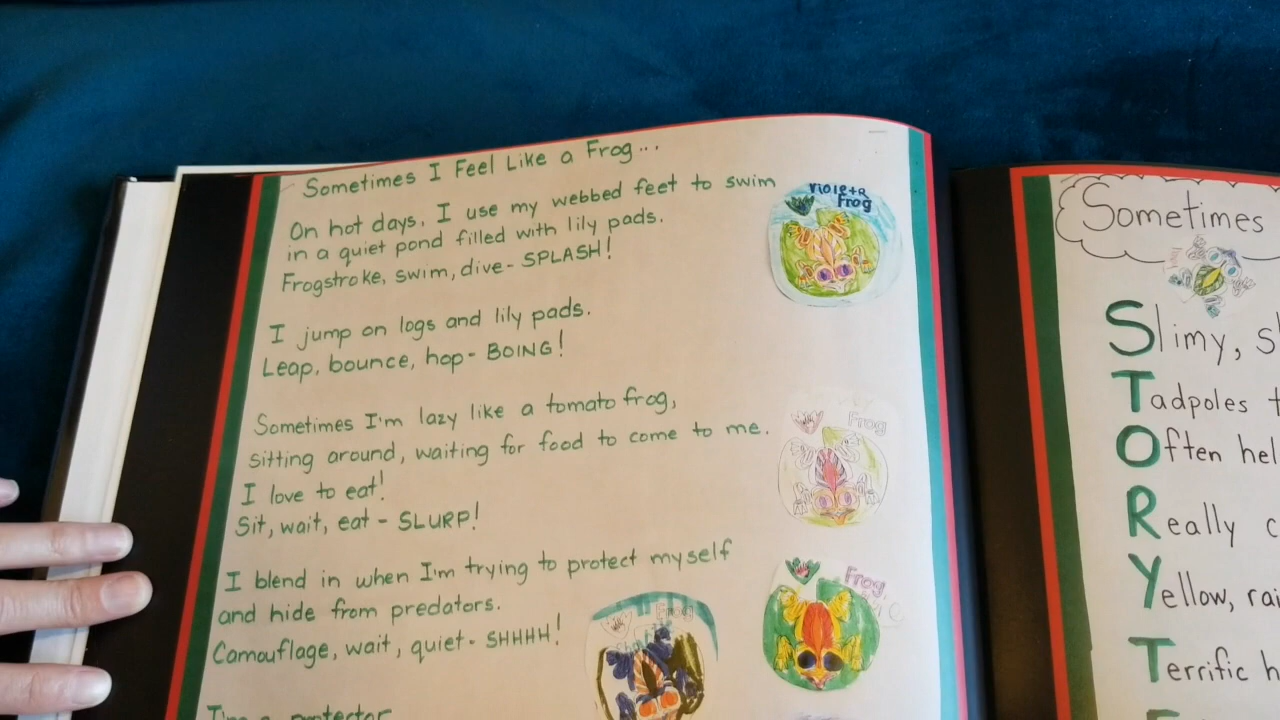 Sometimes I Feel Like a Frog...
On hot days, I use my webbed feet to swim
in a quiet pond filled with lily pads.
Frogstroke, swim, dive- SPLASH!
I jump on logs and lily pads.
Leap, bounce, hop- BOING!
Sometimes I'm lazy like a tomato frog,
sitting around, waiting for food to come to me.
I love to eat!
Sit, wait, eat - SLURP!
I blend in when I'm trying to protect myself
and hide from predators.
Camouflage, wait, quiet- SHHHH!
I'm a protector
Frog
Frog
Frog
Frog
Sometimes
Slimy,
Tadpoles
Often
Really
Yellow,
Terrific